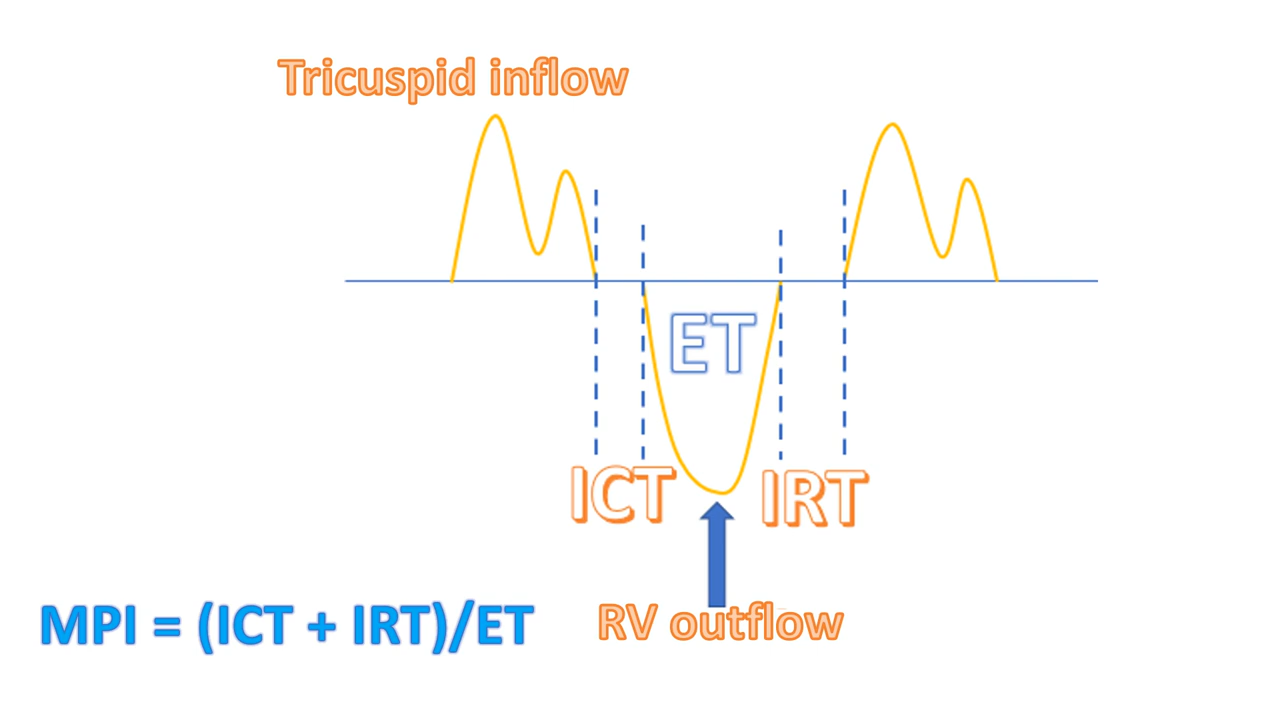 Tricuspid inflow
ET
ICT
IRT
MPI = (ICT + IRT)/ET
RV outflow